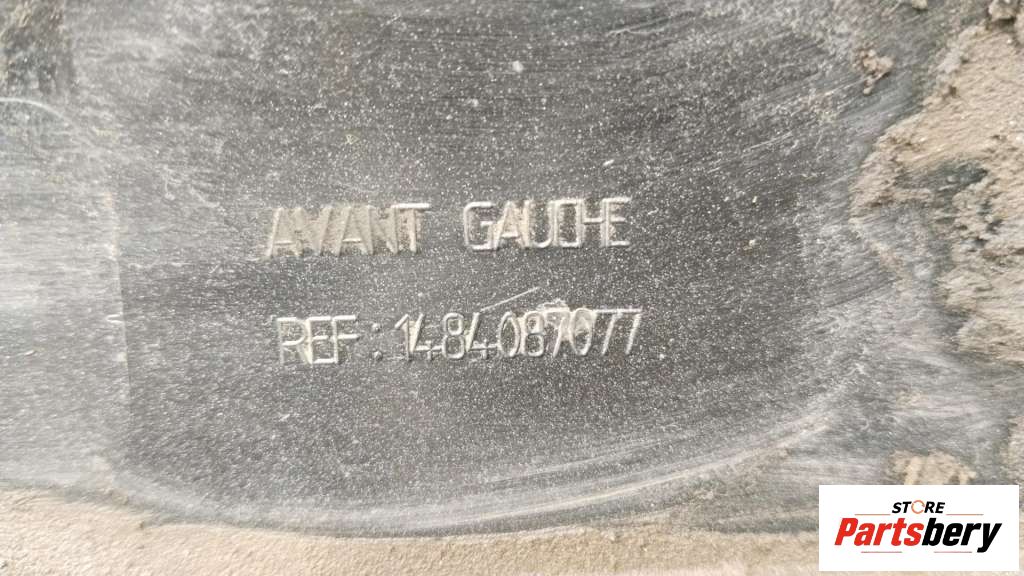 AVANT GAUCHE
REF: 1484087077
STORE
Partsbery